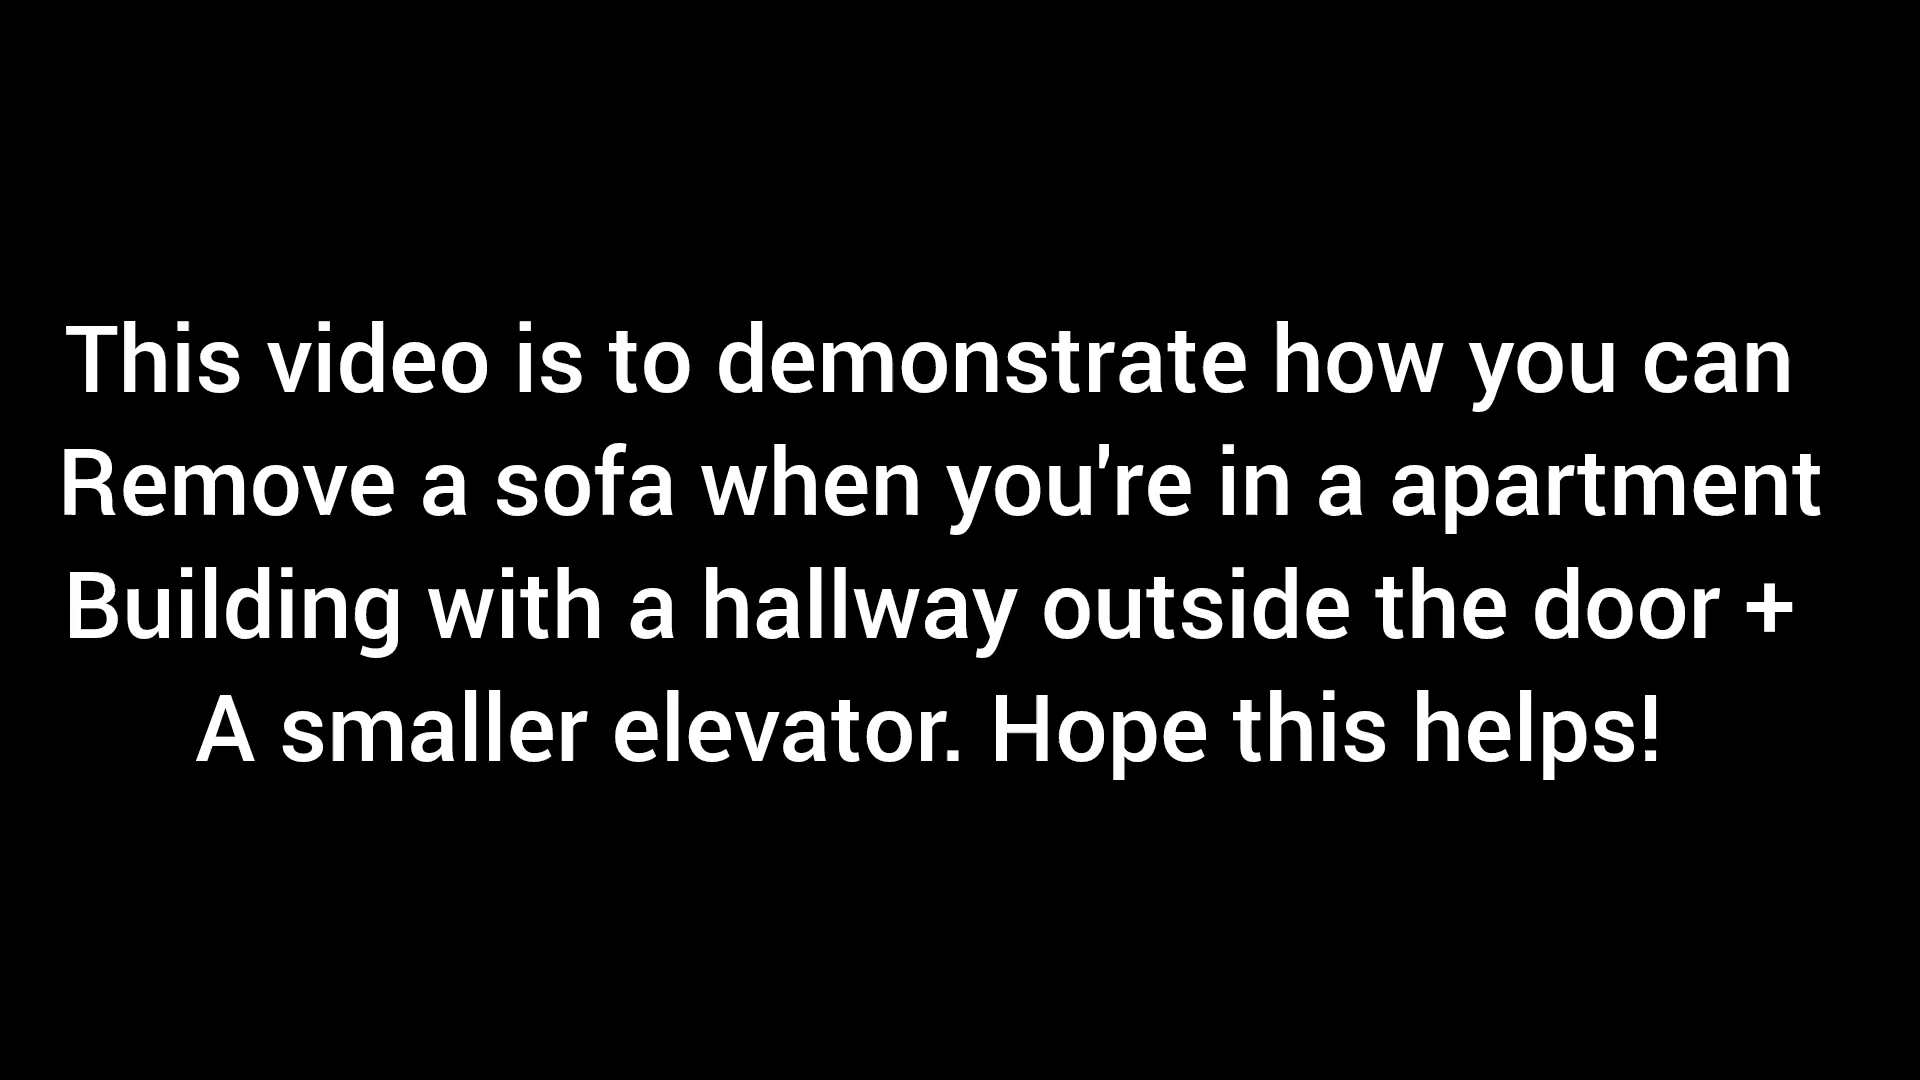 This video is to demonstrate how you can
Remove a sofa when you're in a apartment
Building with a hallway outside the door +
A smaller elevator. Hope this helps!